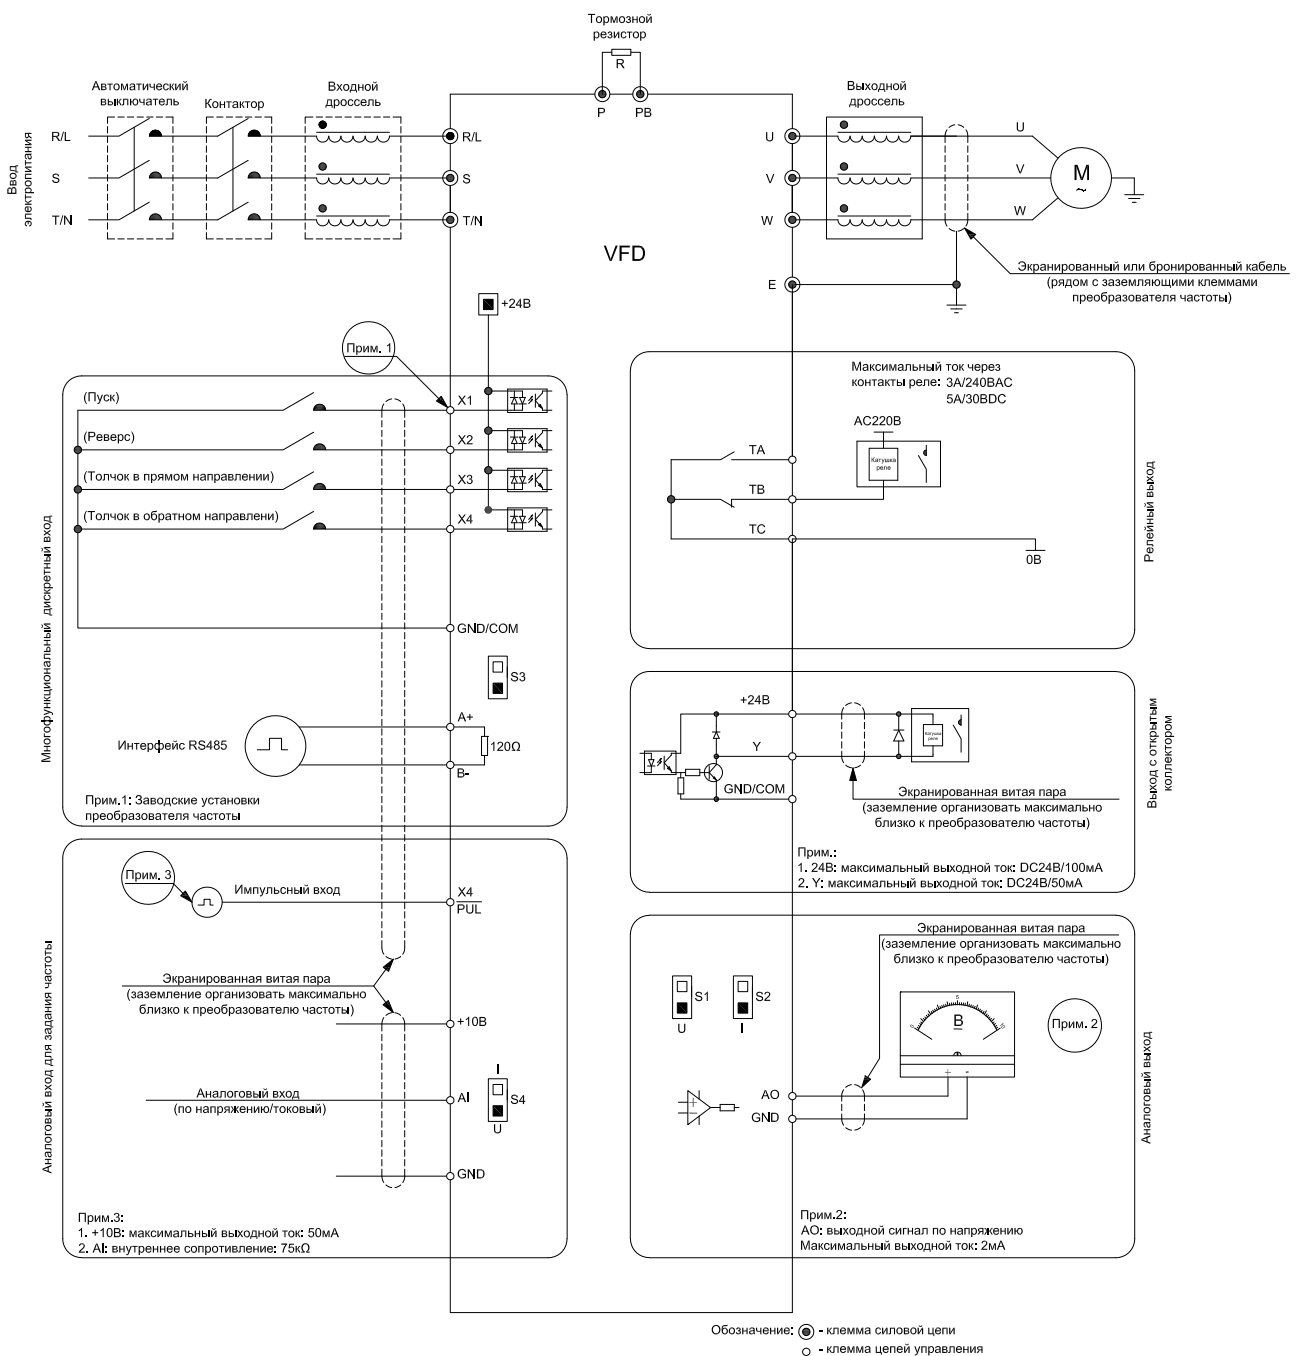 Тормозной
резистор
R
P
PB
Автоматический
выключатель
Контактор
Входной
дроссель
Выходной
дроссель
Ввод
электропитания
R/L
S
T/N
R/L
S
T/N
U
V
W
U
V
W
M
~
VFD
E
Экранированный или бронированный кабель
(рядом с заземляющими клеммами
преобразователя частоты)
+24В
Прим. 1
Многофункциональный дискретный вход
(Пуск)
X1
(Реверс)
X2
(Толчок в прямом направлении)
X3
(Толчок в обратном направлени)
X4
GND/COM
S3
A+
Интерфейс RS485
120Ω
B-
Прим.1: Заводские установки
преобразователя частоты
Максимальный ток через
контакты реле: 3А/240ВАС
5А/30BDC
AC220В
Катушка
реле
TA
TB
TC
0В
Релейный выход
+24В
Y
GND/COM
Катушка
реле
Экранированная витая пара
(заземление организовать максимально
близко к преобразователю частоты)
Прим.:
1. 24В: максимальный выходной ток: DC24В/100мА
2. Y: максимальный выходной ток: DC24В/50мА
Выход с открытым
коллектором
Аналоговый вход для задания частоты
Прим. 3
Импульсный вход
X4
PUL
Экранированная витая пара
(заземление организовать максимально
близко к преобразователю частоты)
+10В
Аналоговый вход
(по напряжению/токовый)
AI
I
S4
U
GND
Прим.3:
1. +10В: максимальный выходной ток: 50мА
2. AI: внутреннее сопротивление: 75кΩ
Экранированная витая пара
(заземление организовать максимально
близко к преобразователю частоты)
S1
U
S2
I
0
5
10
В
+
-
Прим. 2
AO
GND
Прим.2:
AO: выходной сигнал по напряжению
Максимальный выходной ток: 2мА
Аналоговый выход
Обозначение: - клемма силовой цепи
- клемма цепей управления